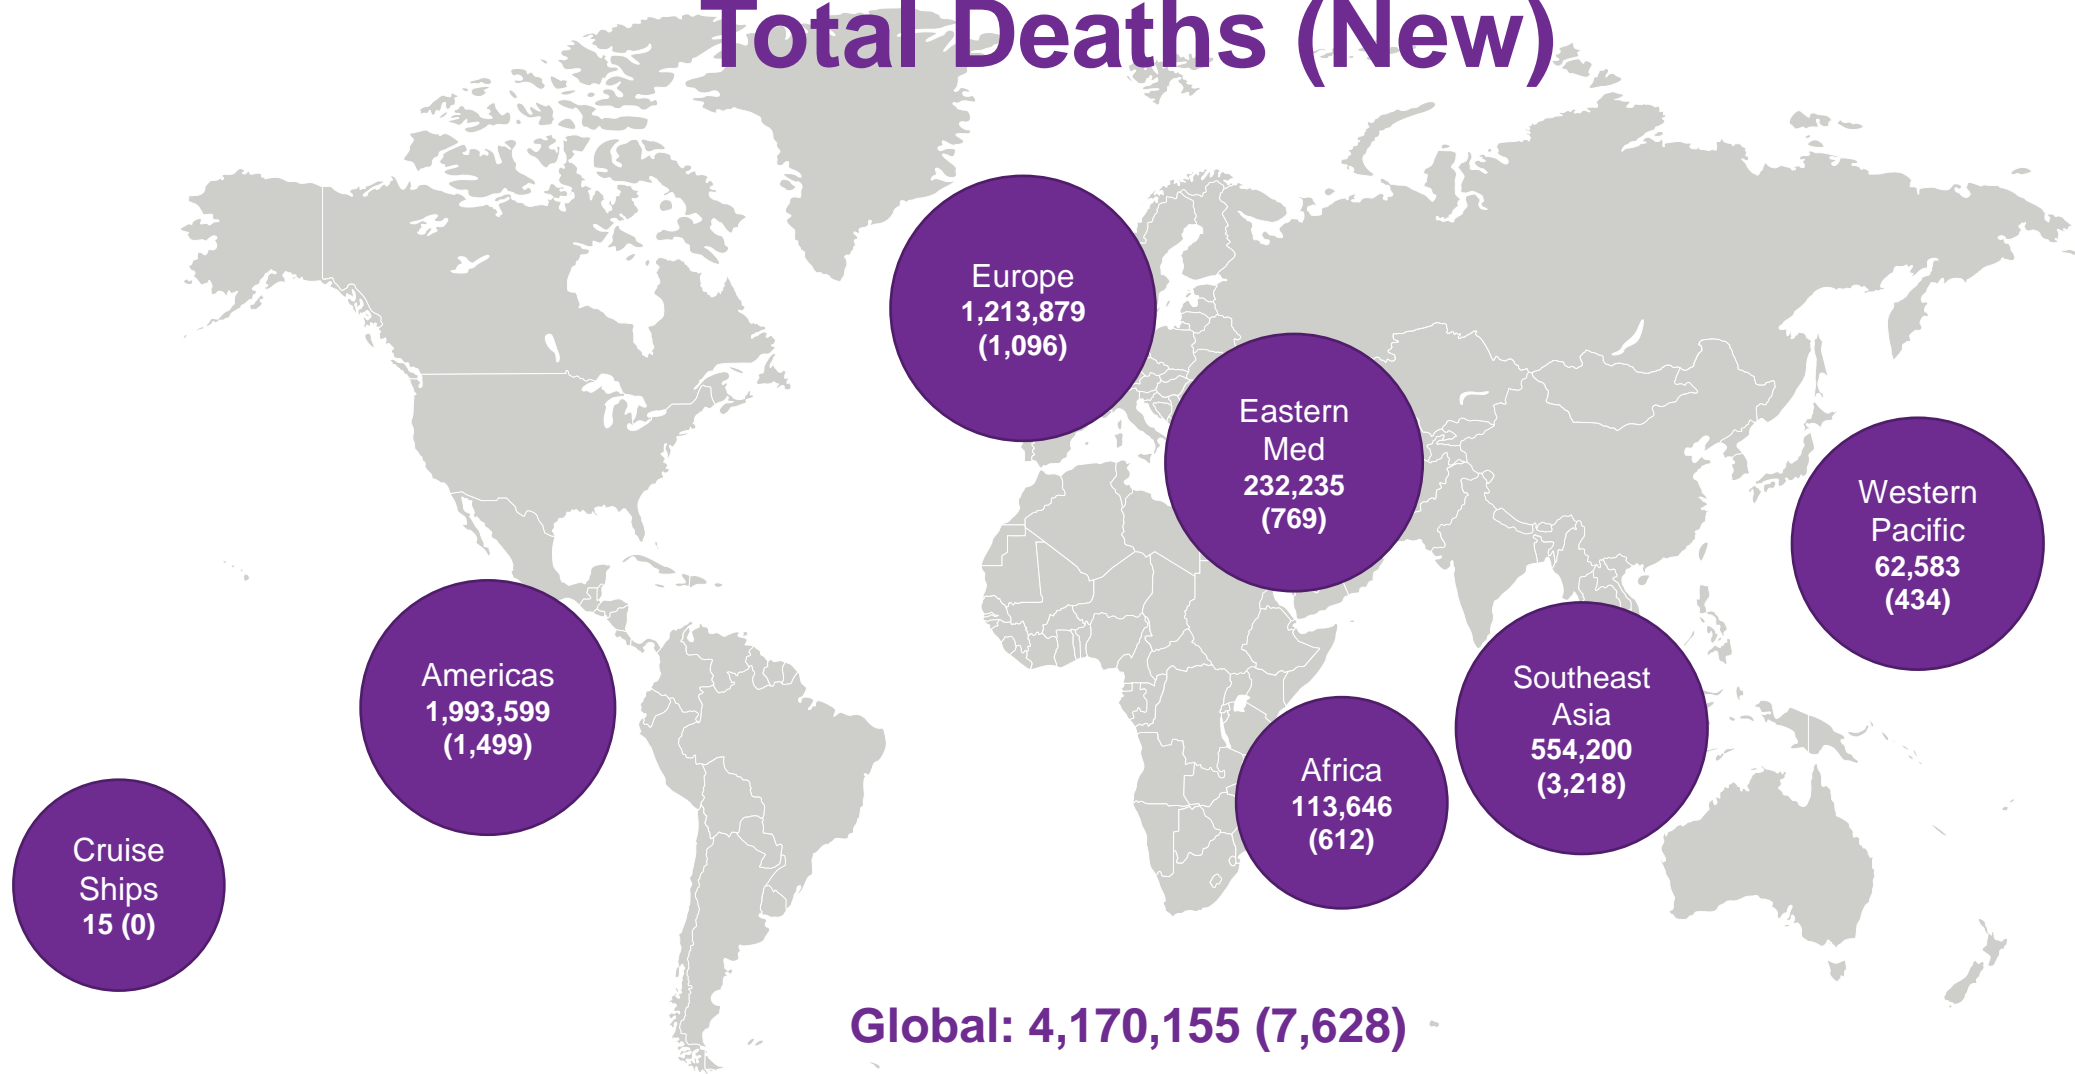 Total Deaths (New)
Europe
1,213,879
(1,096)
Eastern
Med
232,235
(769)
Western
Pacific
62,583
(434)
Americas
1,993,599
(1,499)
Southeast
Asia
554,200
(3,218)
Africa
113,646
(612)
Cruise
Ships
15 (0)
Global: 4,170,155 (7,628)